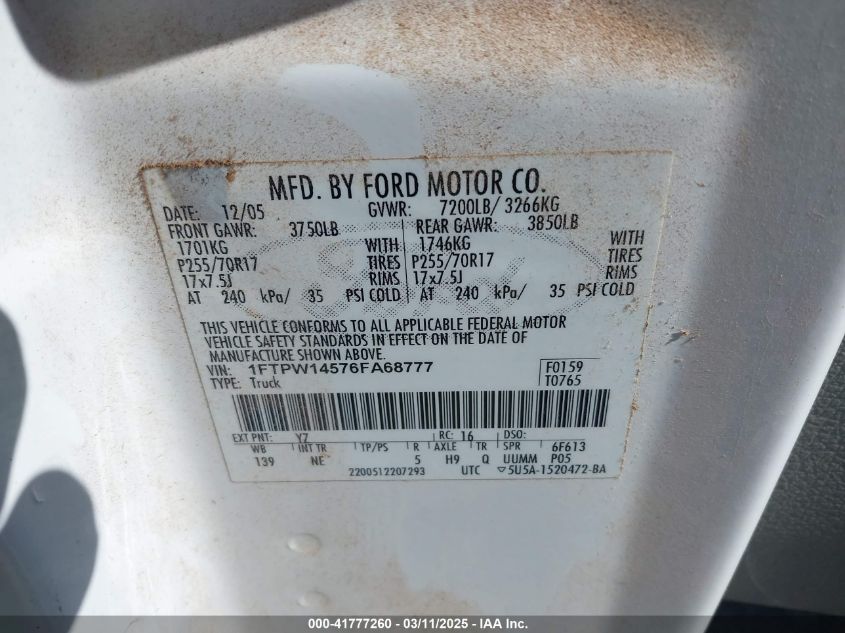 MFD. BY FORD MOTOR CO.
DATE: 12/05 GVWR: 7200LB/ 3266KG
FRONT GAWR: 3750LB REAR GAWR: 3850LB
1701KG WITH 1746KG WITH
P255/70R17 TIRES P255/70R17 TIRES
17x7.5J RIMS 17x7.5J RIMS
AT 240 kPa/ 35 PSI COLD AT 240 kPa/ 35 PSI COLD
THIS VEHICLE CONFORMS TO ALL APPLICABLE FEDERAL MOTOR
VEHICLE SAFETY STANDARDS IN EFFECT ON THE DATE OF
MANUFACTURE SHOWN ABOVE.
VIN: 1FTPW14576FA68777 F0159
TYPE: Truck T0765
EXT PNT: YZ RC: 16 DSO:
WB INT TR TP/PS R AXLE TR SPR 6F613
139 NE 5 H9 Q UUMM P05
2200512207293 UTC ▽5U5A-1520472-BA
000-41777260 - 03/11/2025 - IAA Inc.